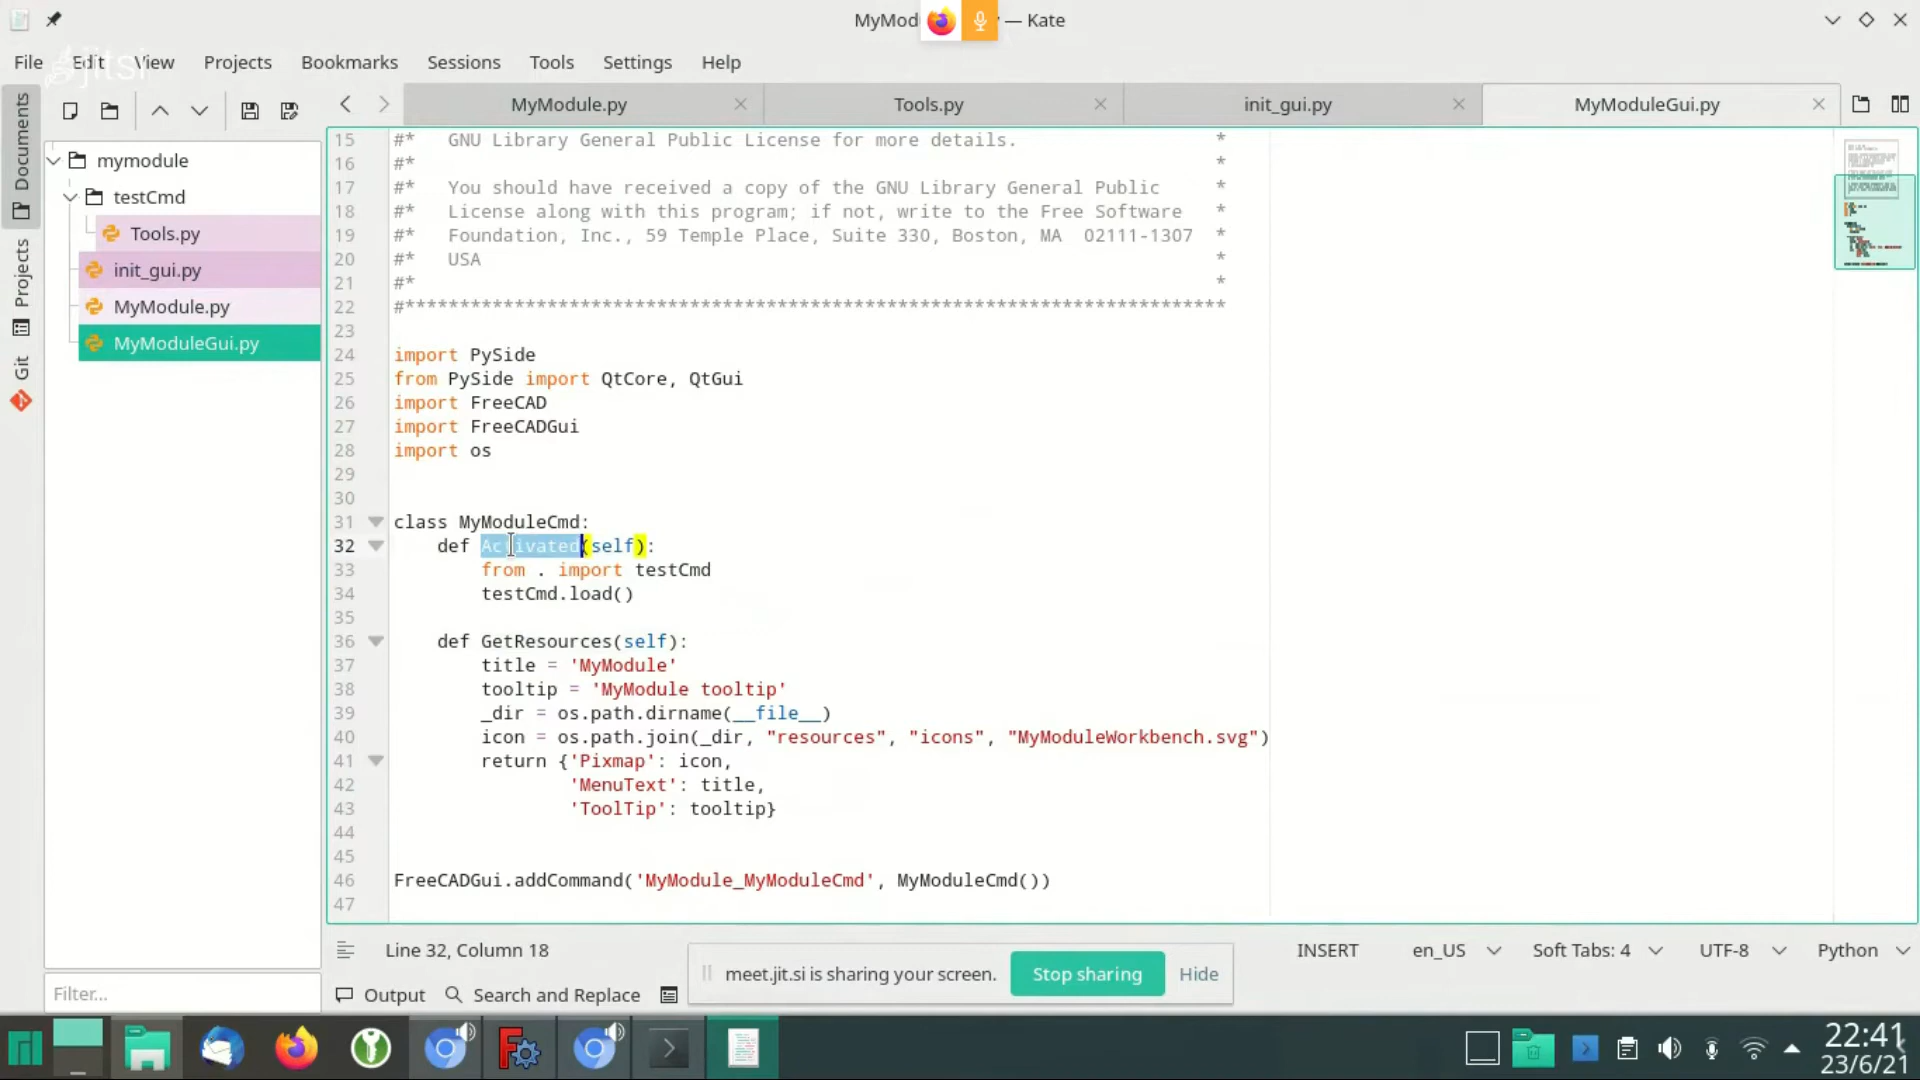 MyMod — Kate
jitsi
File Edit View Projects Bookmarks Sessions Tools Settings Help
MyModule.py Tools.py init_gui.py MyModuleGui.py
Documents
Projects
Git
mymodule
testCmd
Tools.py
init_gui.py
MyModule.py
MyModuleGui.py
Filter...
15 #*   GNU Library General Public License for more details.                   *
16 #*                                                                          *
17 #*   You should have received a copy of the GNU Library General Public      *
18 #*   License along with this program; if not, write to the Free Software    *
19 #*   Foundation, Inc., 59 Temple Place, Suite 330, Boston, MA  02111-1307   *
20 #*   USA                                                                    *
21 #*                                                                          *
22 #***************************************************************************
23
24 import PySide
25 from PySide import QtCore, QtGui
26 import FreeCAD
27 import FreeCADGui
28 import os
29
30
31 class MyModuleCmd:
32     def Activated(self):
33         from . import testCmd
34         testCmd.load()
35
36     def GetResources(self):
37         title = 'MyModule'
38         tooltip = 'MyModule tooltip'
39         _dir = os.path.dirname(__file__)
40         icon = os.path.join(_dir, "resources", "icons", "MyModuleWorkbench.svg")
41         return {'Pixmap': icon,
42                 'MenuText': title,
43                 'ToolTip': tooltip}
44
45
46 FreeCADGui.addCommand('MyModule_MyModuleCmd', MyModuleCmd())
47
Line 32, Column 18 INSERT en_US Soft Tabs: 4 UTF-8 Python
meet.jit.si is sharing your screen. Stop sharing Hide
Output Search and Replace
22:41
23/6/21